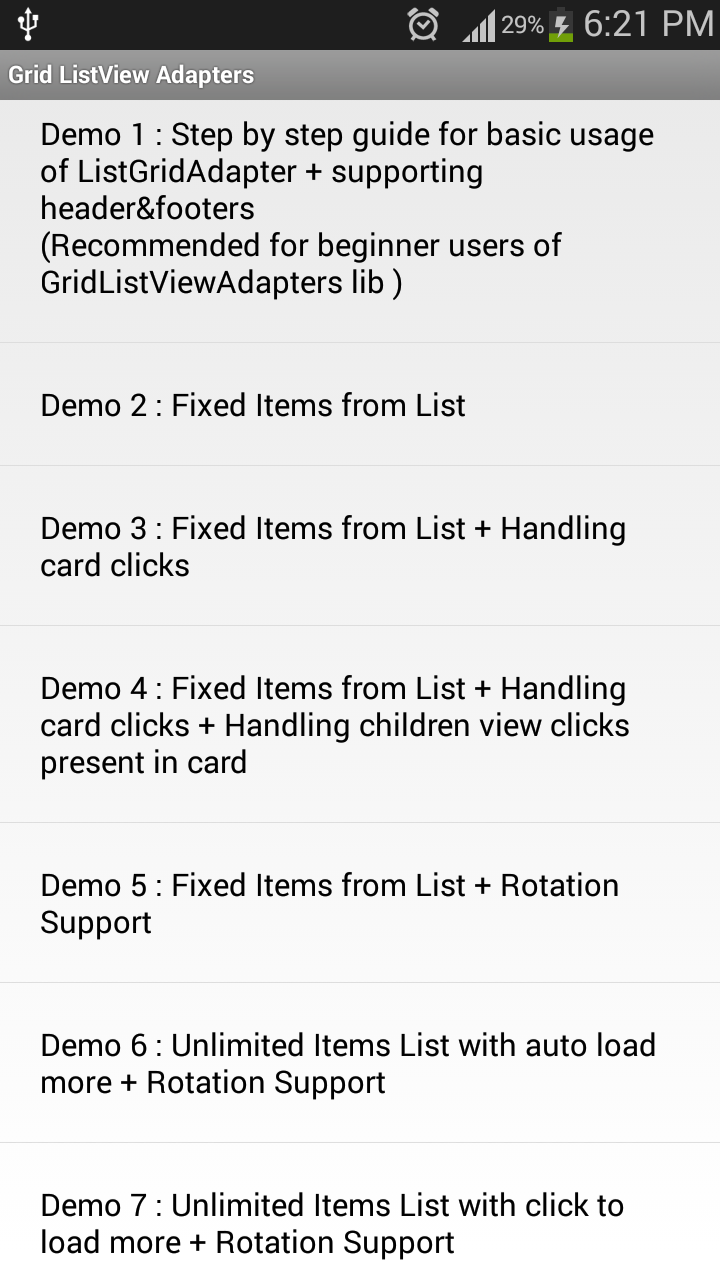 29% 6:21 PM
Grid ListView Adapters
Demo 1 : Step by step guide for basic usage
of ListGridAdapter + supporting
header&footers
(Recommended for beginner users of
GridListViewAdapters lib )
Demo 2 : Fixed Items from List
Demo 3 : Fixed Items from List + Handling
card clicks
Demo 4 : Fixed Items from List + Handling
card clicks + Handling children view clicks
present in card
Demo 5 : Fixed Items from List + Rotation
Support
Demo 6 : Unlimited Items List with auto load
more + Rotation Support
Demo 7 : Unlimited Items List with click to
load more + Rotation Support